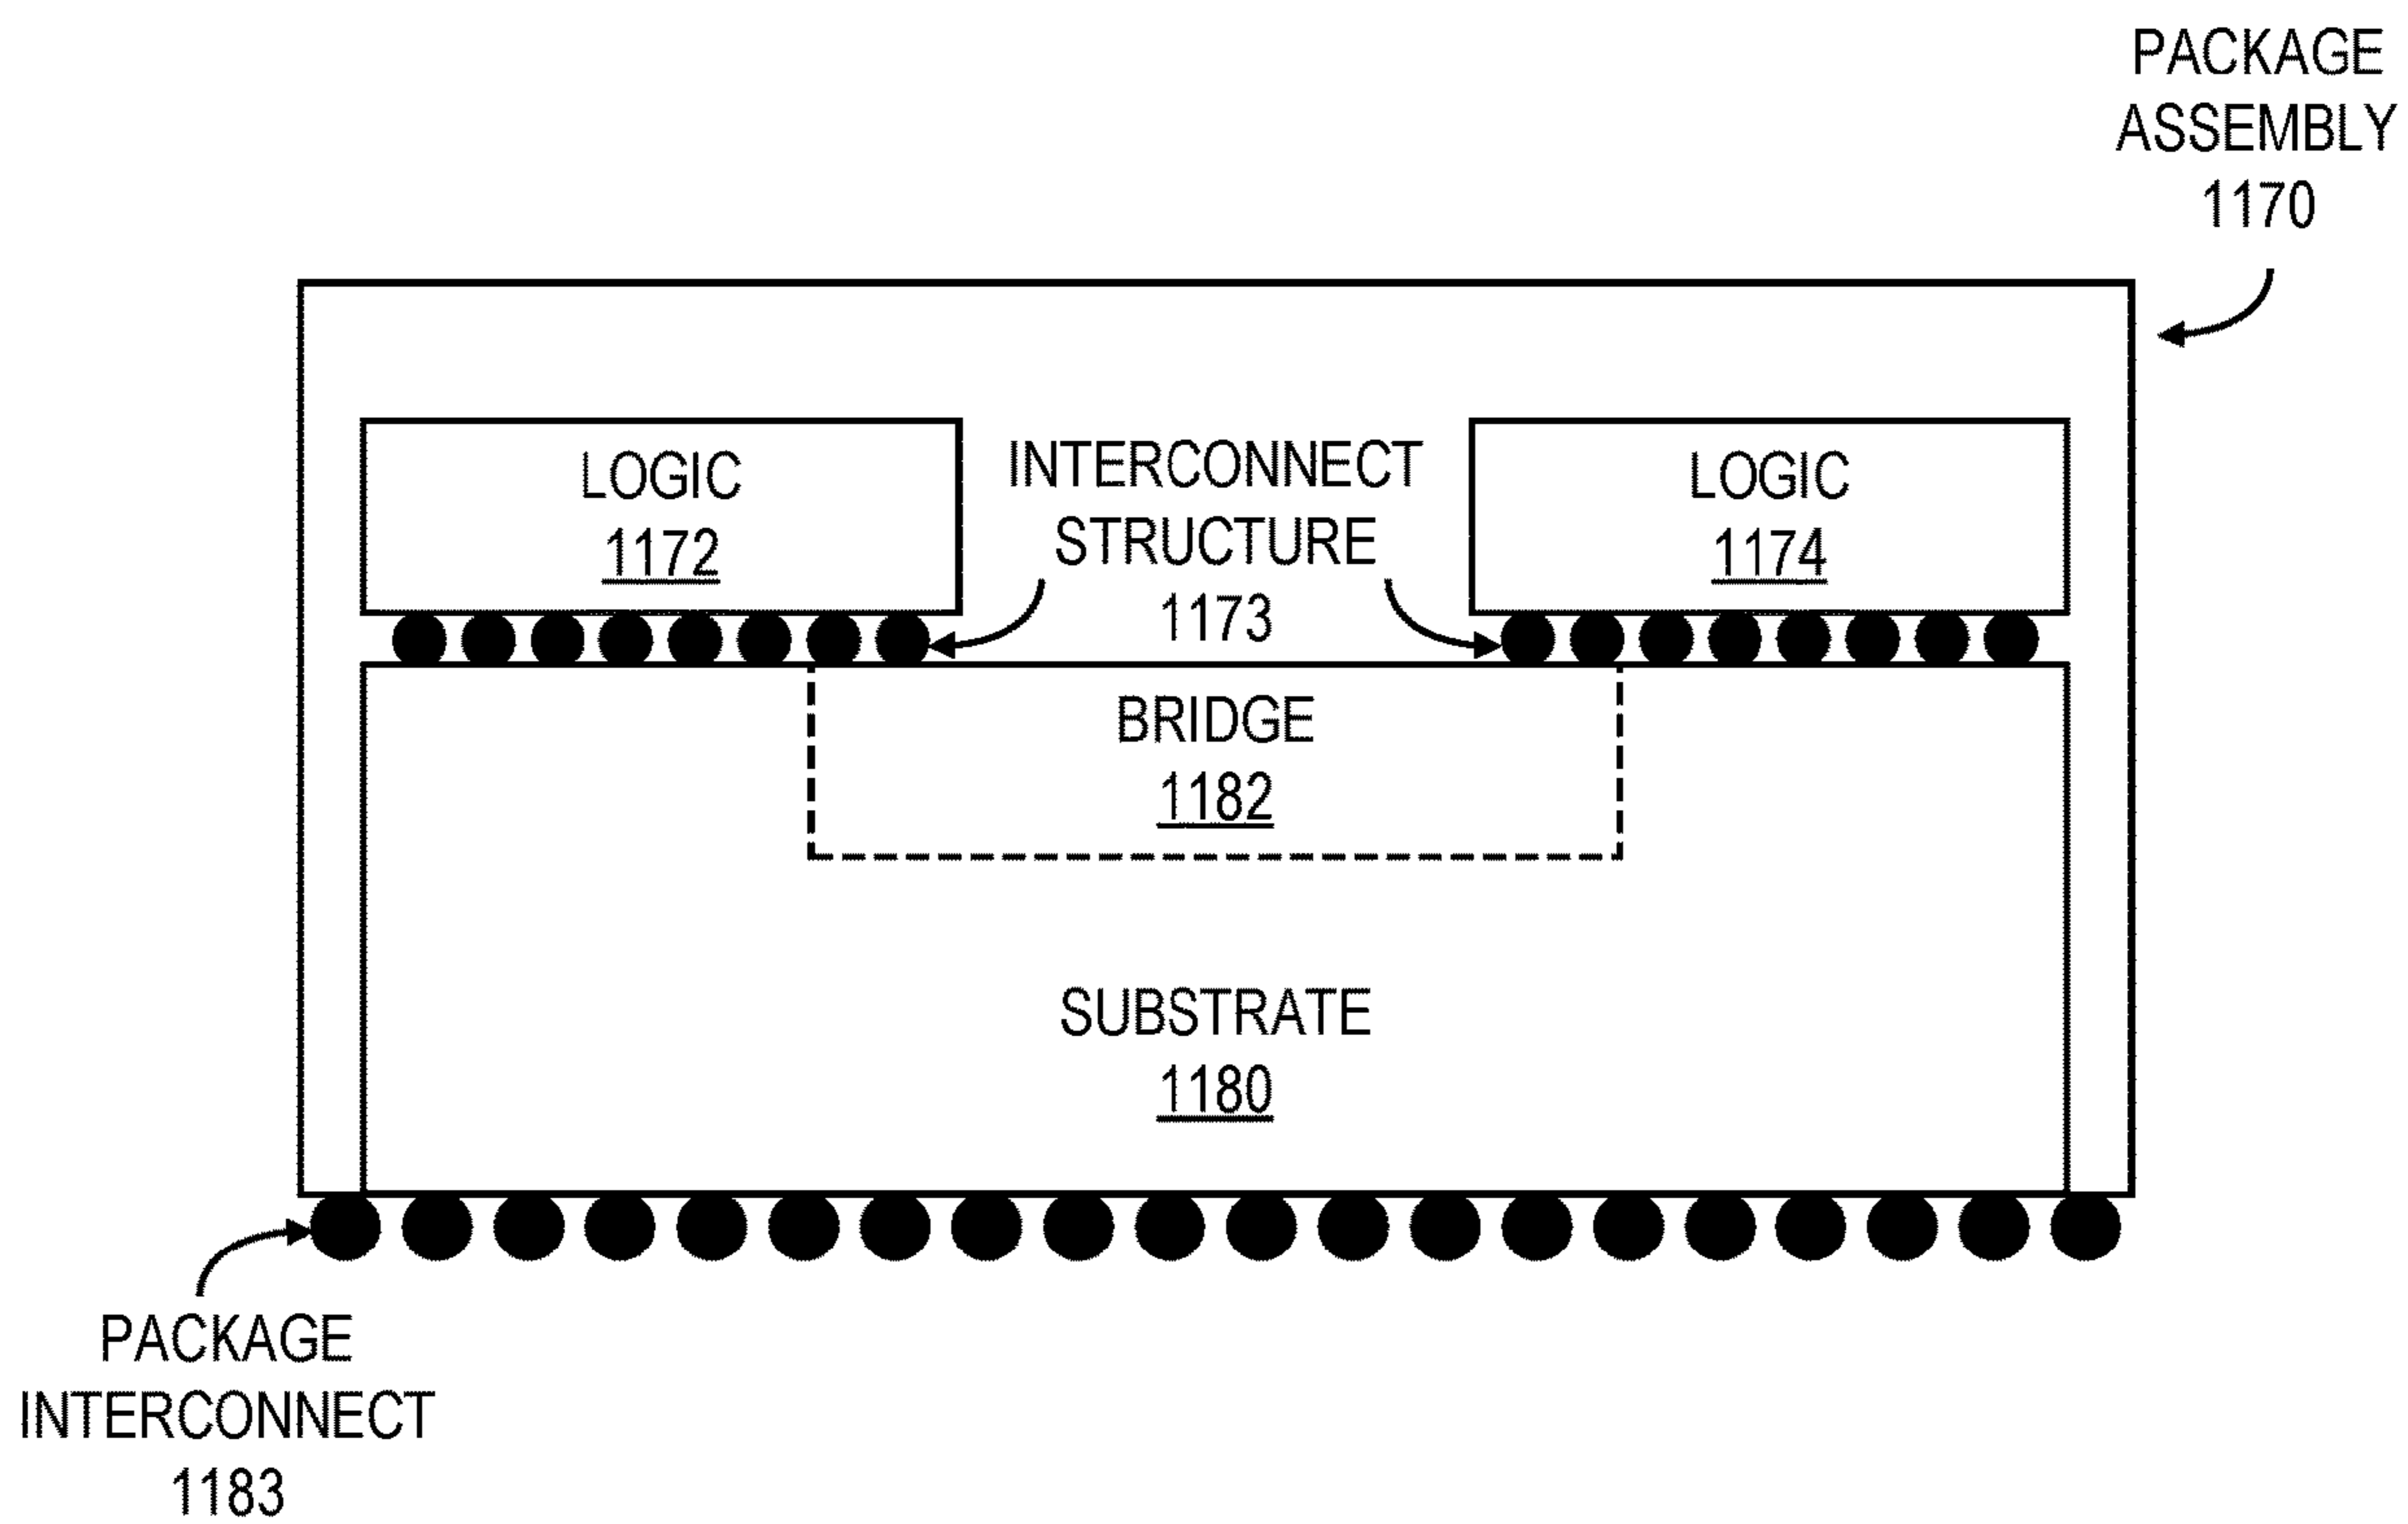 PACKAGE
ASSEMBLY
1170
LOGIC
1172
INTERCONNECT
STRUCTURE
1173
LOGIC
1174
BRIDGE
1182
SUBSTRATE
1180
PACKAGE
INTERCONNECT
1183